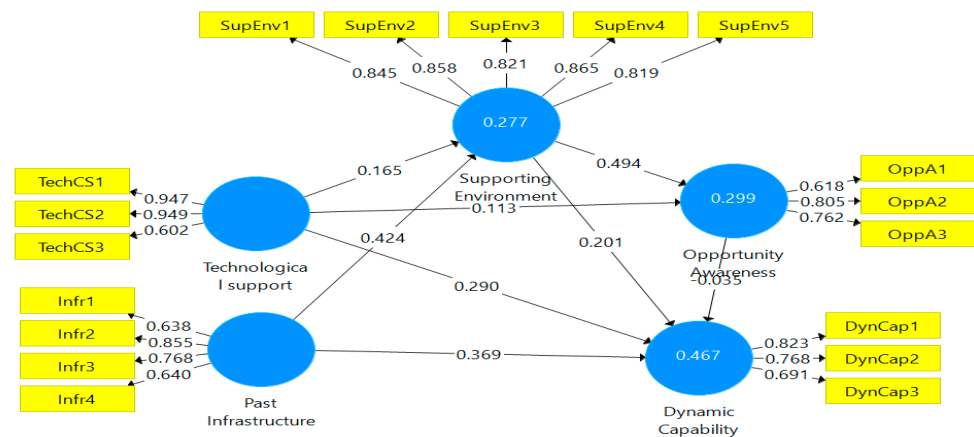 SupEnv1 SupEnv2 SupEnv3 SupEnv4 SupEnv5
0.845 0.858 0.821 0.865 0.819
0.277
Supporting
Environment
TechCS1
TechCS2
TechCS3
0.947
0.949
0.602
Technologica
l support
0.165
0.494
0.113
0.424
0.201
0.290
0.299
Opportunity
Awareness
OppA1
OppA2
OppA3
0.618
0.805
0.762
-0.035
Infr1
Infr2
Infr3
Infr4
0.638
0.855
0.768
0.640
Past
Infrastructure
0.369
0.467
Dynamic
Capability
0.823
0.768
0.691
DynCap1
DynCap2
DynCap3